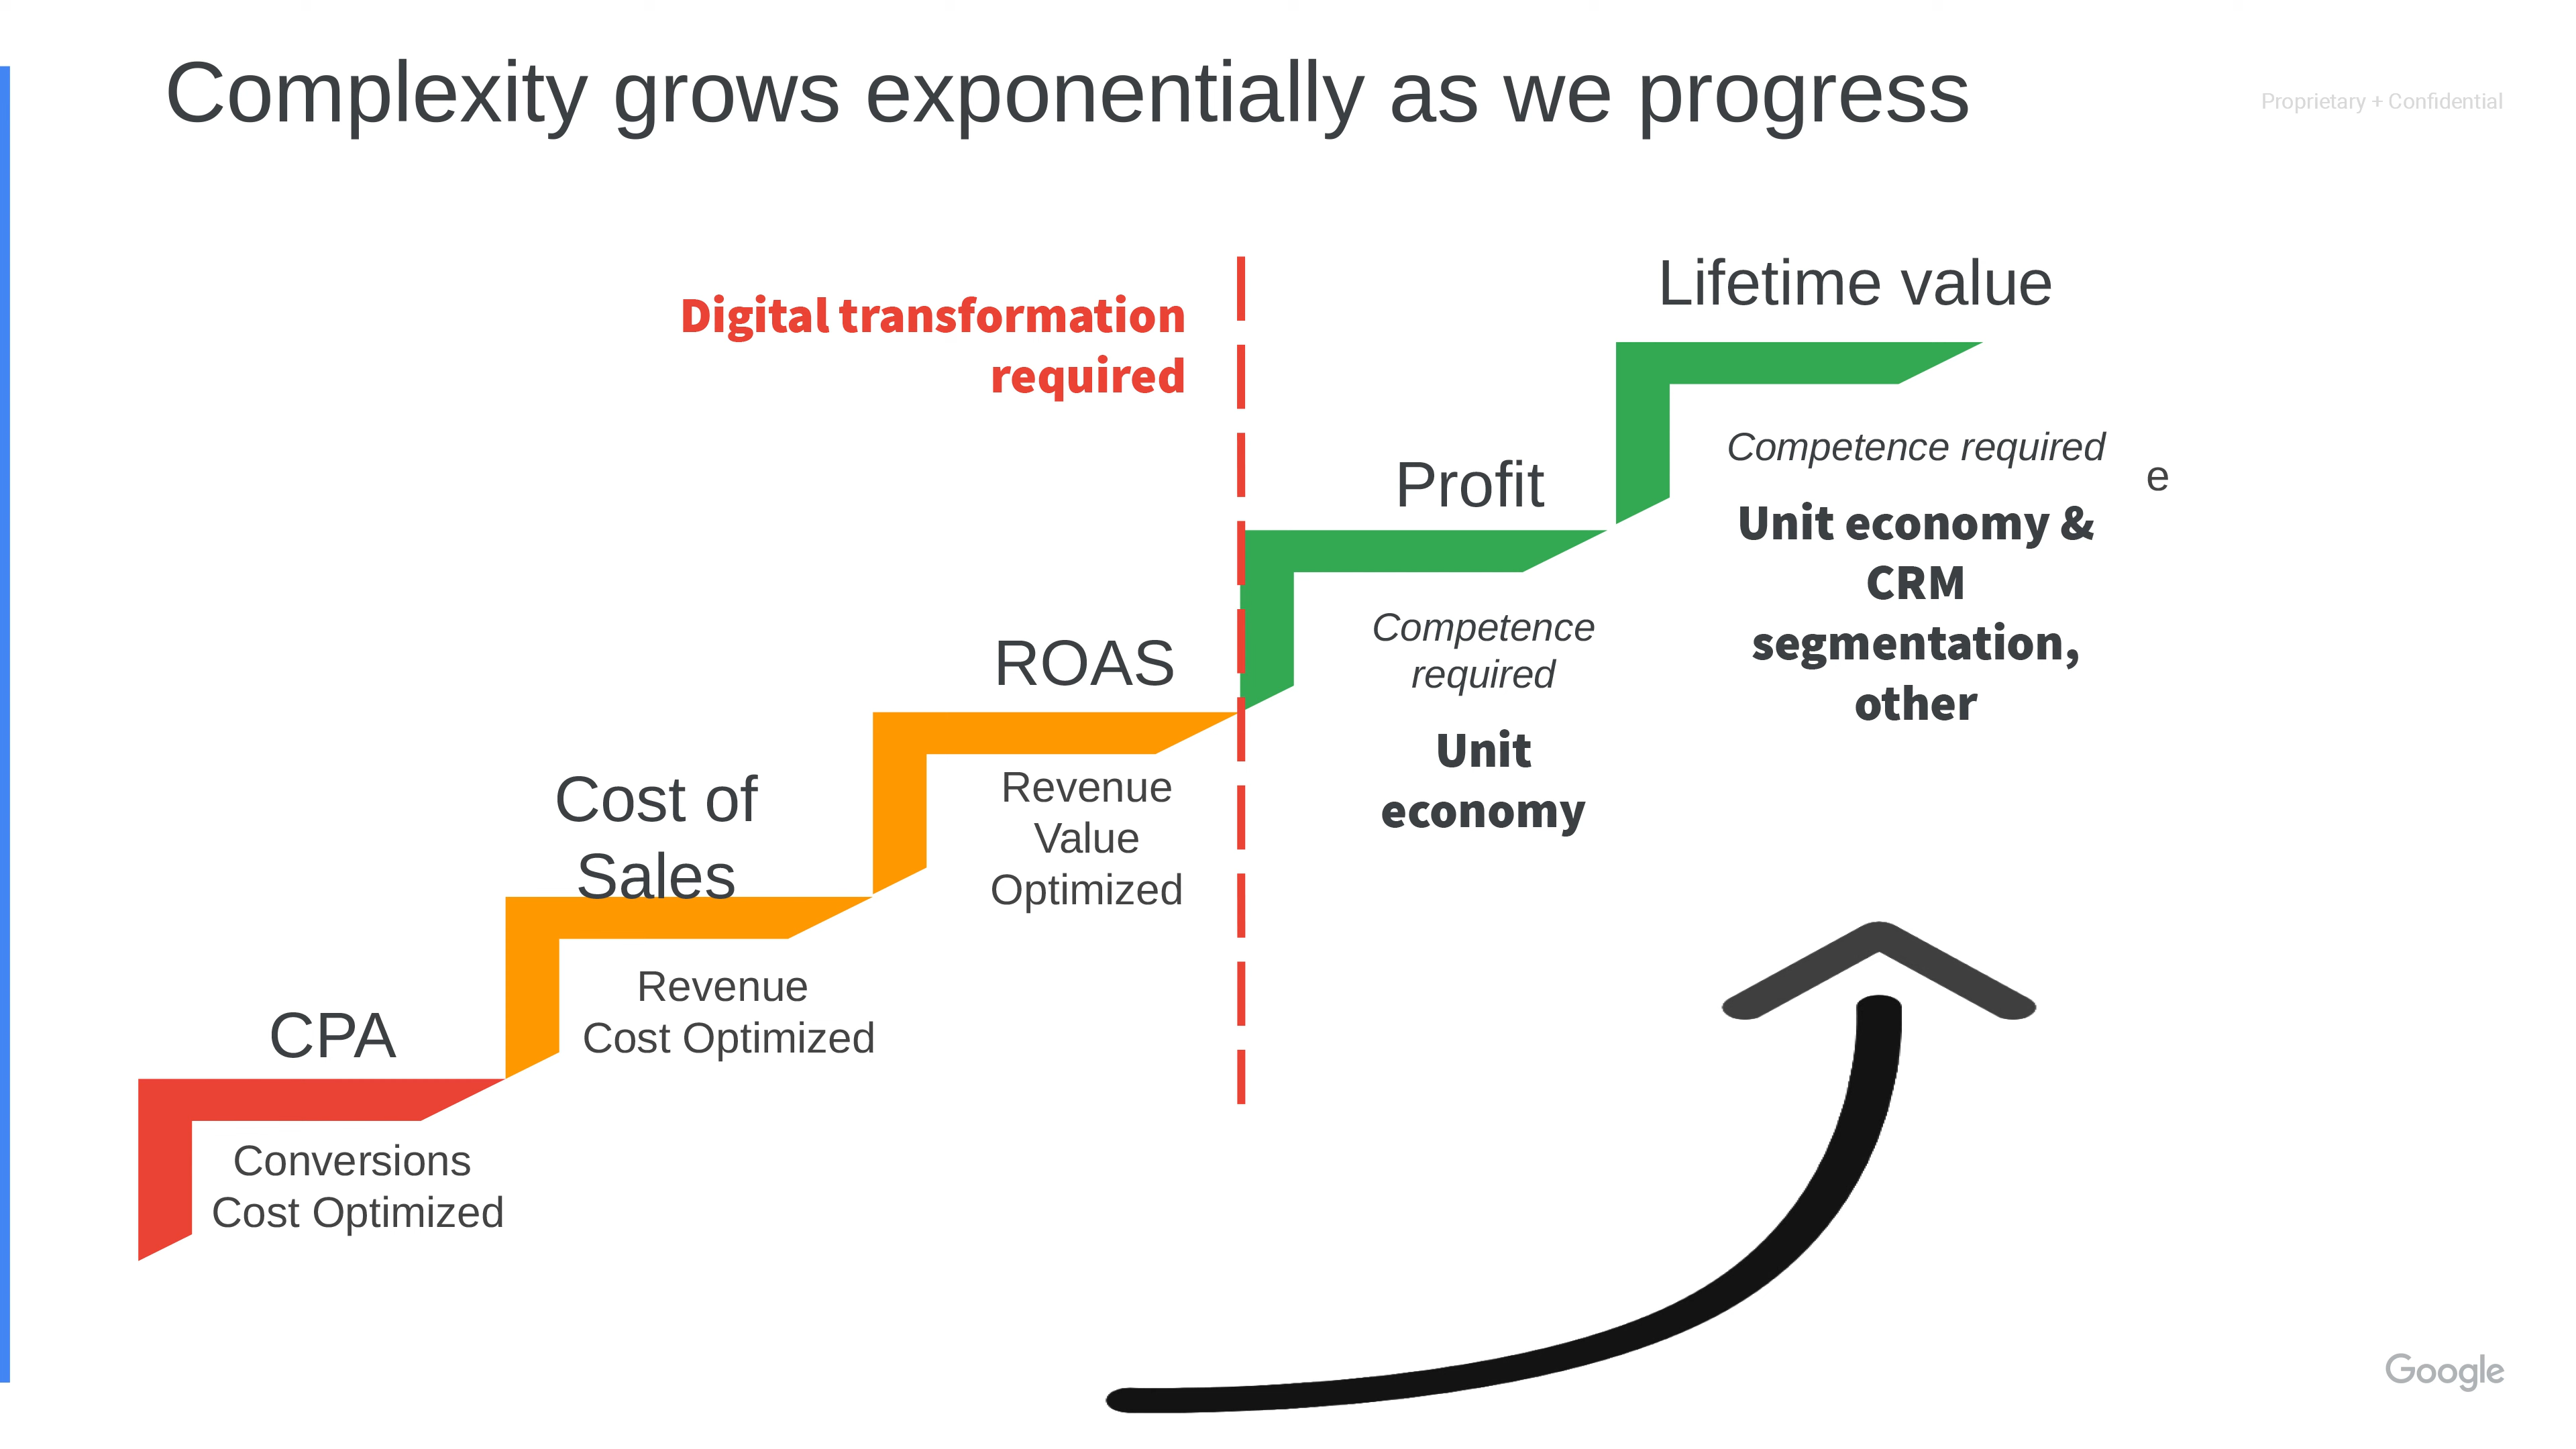 Complexity grows exponentially as we progress
Proprietary + Confidential
Digital transformation
required
Lifetime value
Competence required
e
Unit economy &
CRM
segmentation,
other
Profit
Competence
required
Unit
economy
ROAS
Revenue
Value
Optimized
Cost of
Sales
Revenue
Cost Optimized
CPA
Conversions
Cost Optimized
Google